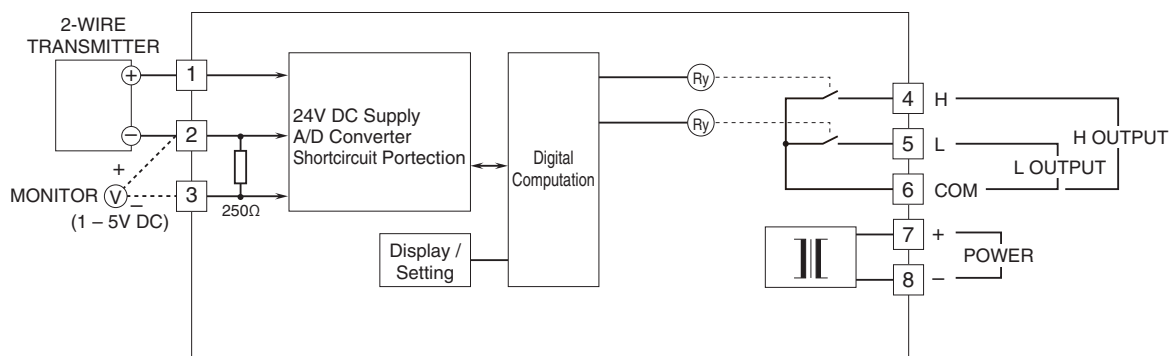 2-WIRE
TRANSMITTER
+
1
−
2
+
MONITOR V −
(1 – 5V DC)
3
250Ω
24V DC Supply
A/D Converter
Shortcircuit Portection
Digital
Computation
Display /
Setting
Ry
Ry
4 H
5 L
6 COM
H OUTPUT
L OUTPUT
7 +
8 −
POWER